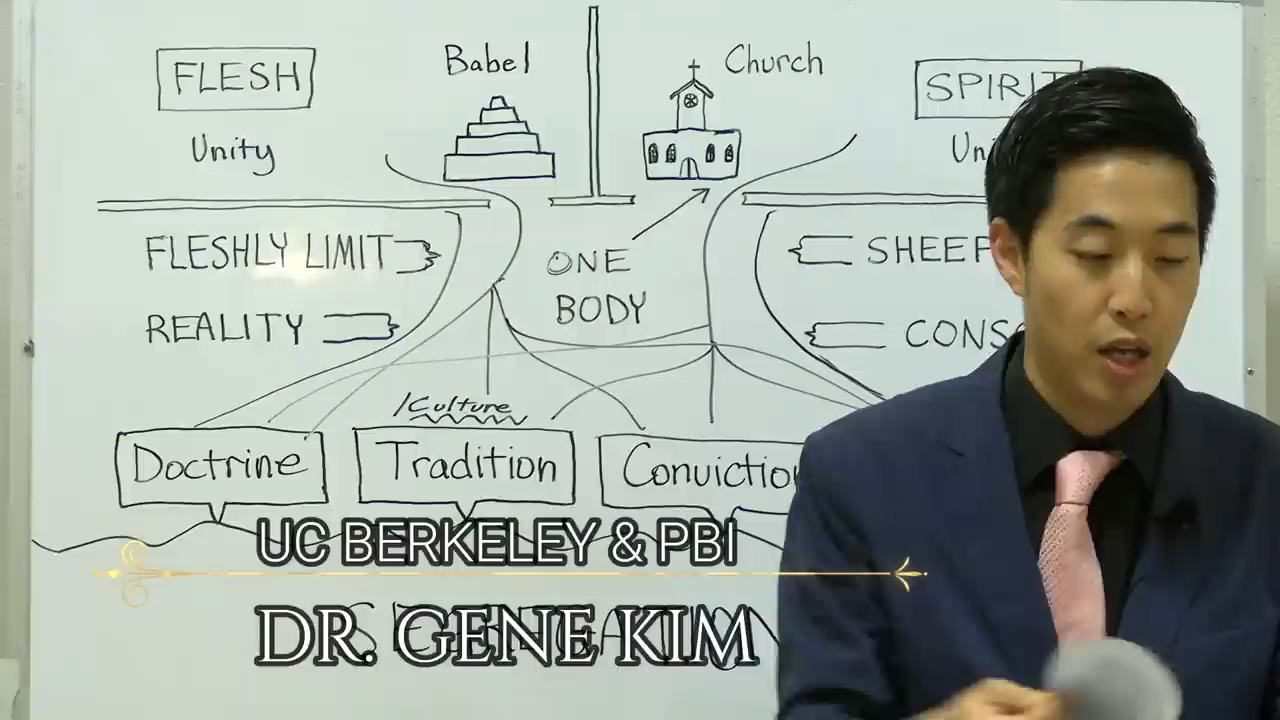 Babel
Church
FLESH
SPIRIT
Unity
FLESHLY LIMIT
ONE
BODY
SHEEP
REALITY
/Culture
Doctrine
Tradition
UC BERKELEY & PBI
DR. GENE KIM